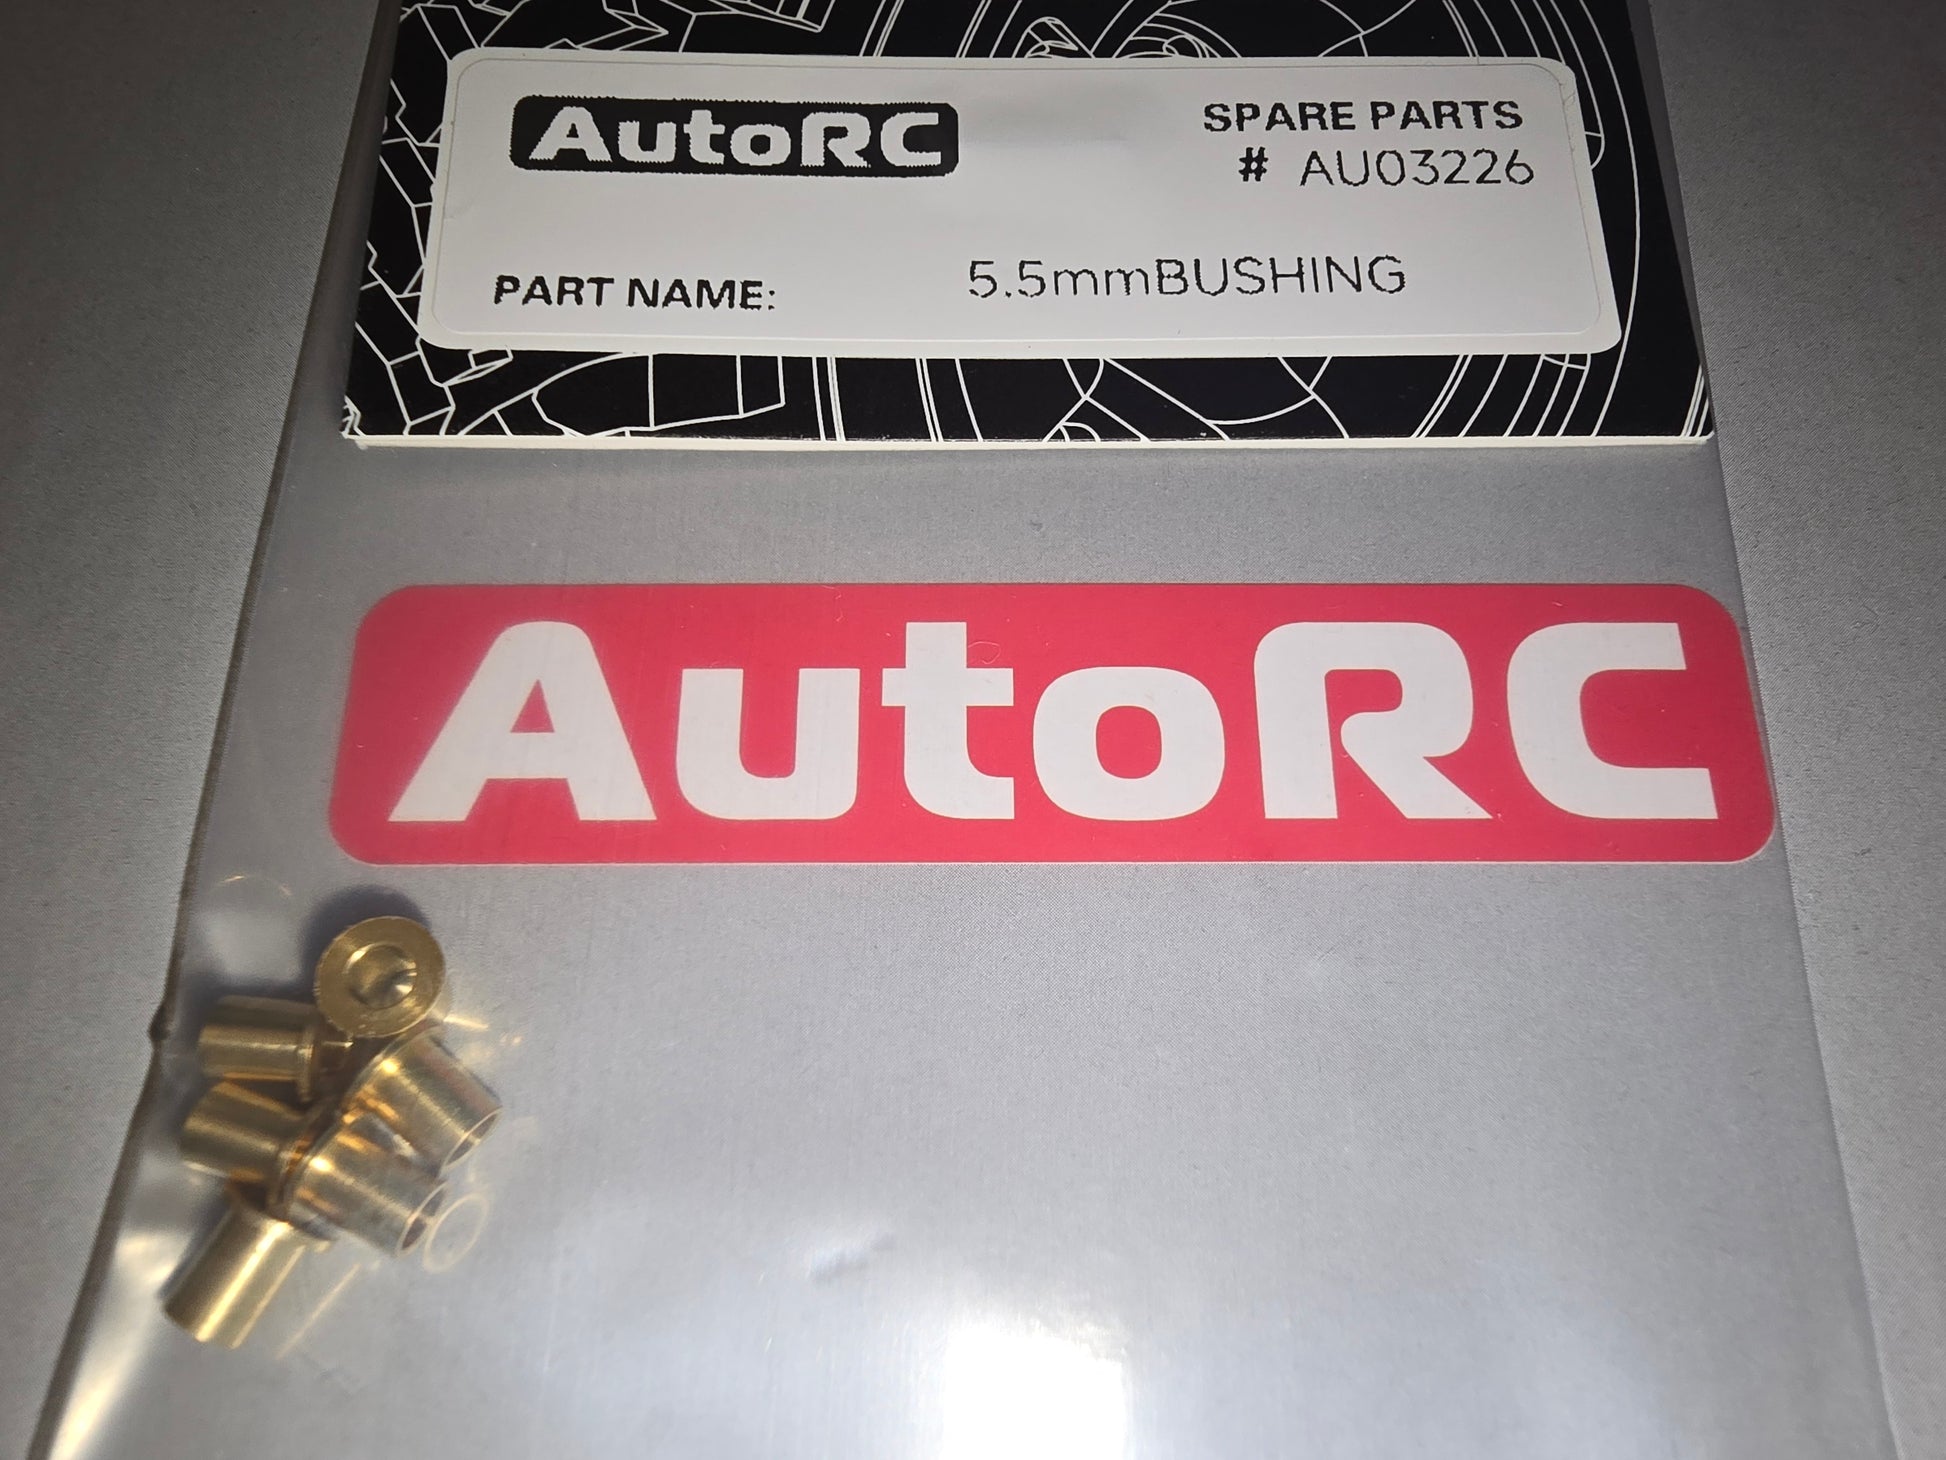 AutoRC
SPARE PARTS
# AU03226
PART NAME: 5.5mmBUSHING
AutoRC